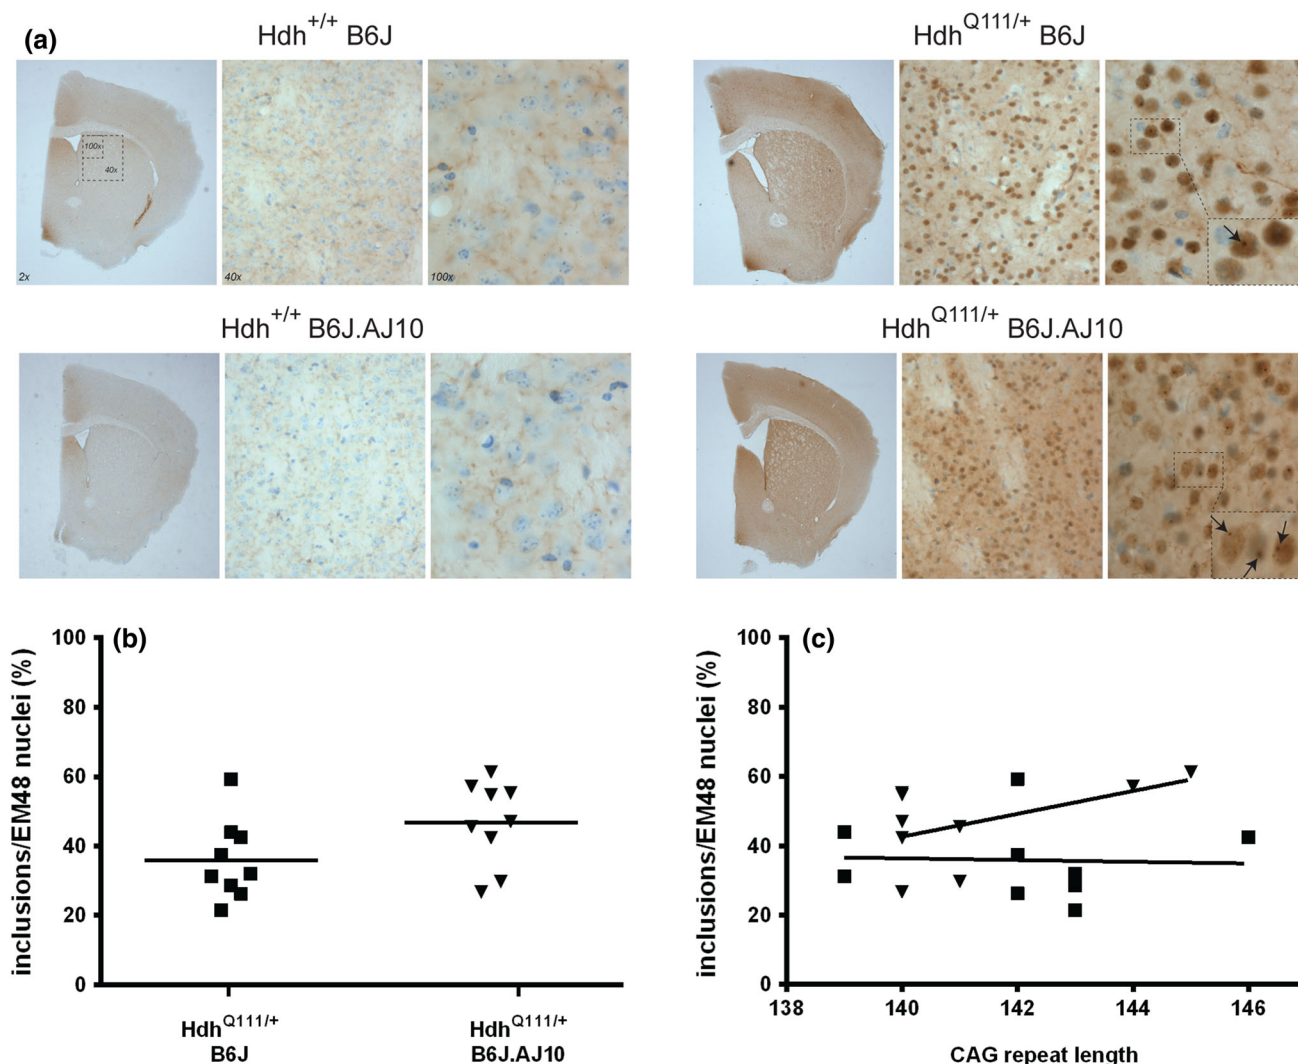 (a)
Hdh+/+ B6J
HdhQ111/+ B6J
100x
40x
2x
40x
100x
Hdh+/+ B6J.AJ10
HdhQ111/+ B6J.AJ10
(b)
inclusions/EM48 nuclei (%)
100
80
60
40
20
0
HdhQ111/+
B6J
HdhQ111/+
B6J.AJ10
(c)
inclusions/EM48 nuclei (%)
100
80
60
40
20
0
138
140
142
144
146
CAG repeat length